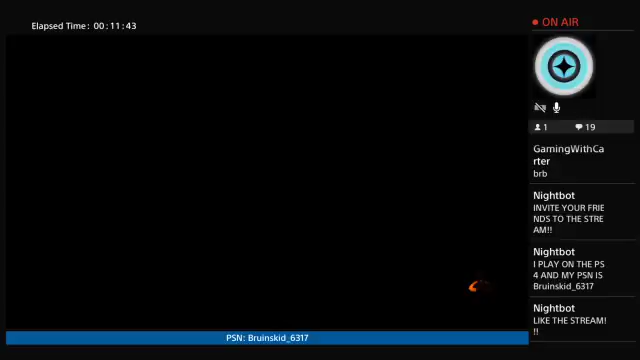 Elapsed Time: 00:11:43
ON AIR
1
19
GamingWithCa
rter
brb
Nightbot
INVITE YOUR FRIE
NDS TO THE STRE
AM!!
Nightbot
I PLAY ON THE PS
4 AND MY PSN IS
Bruinskid_6317
Nightbot
LIKE THE STREAM!
!!
PSN: Bruinskid_6317